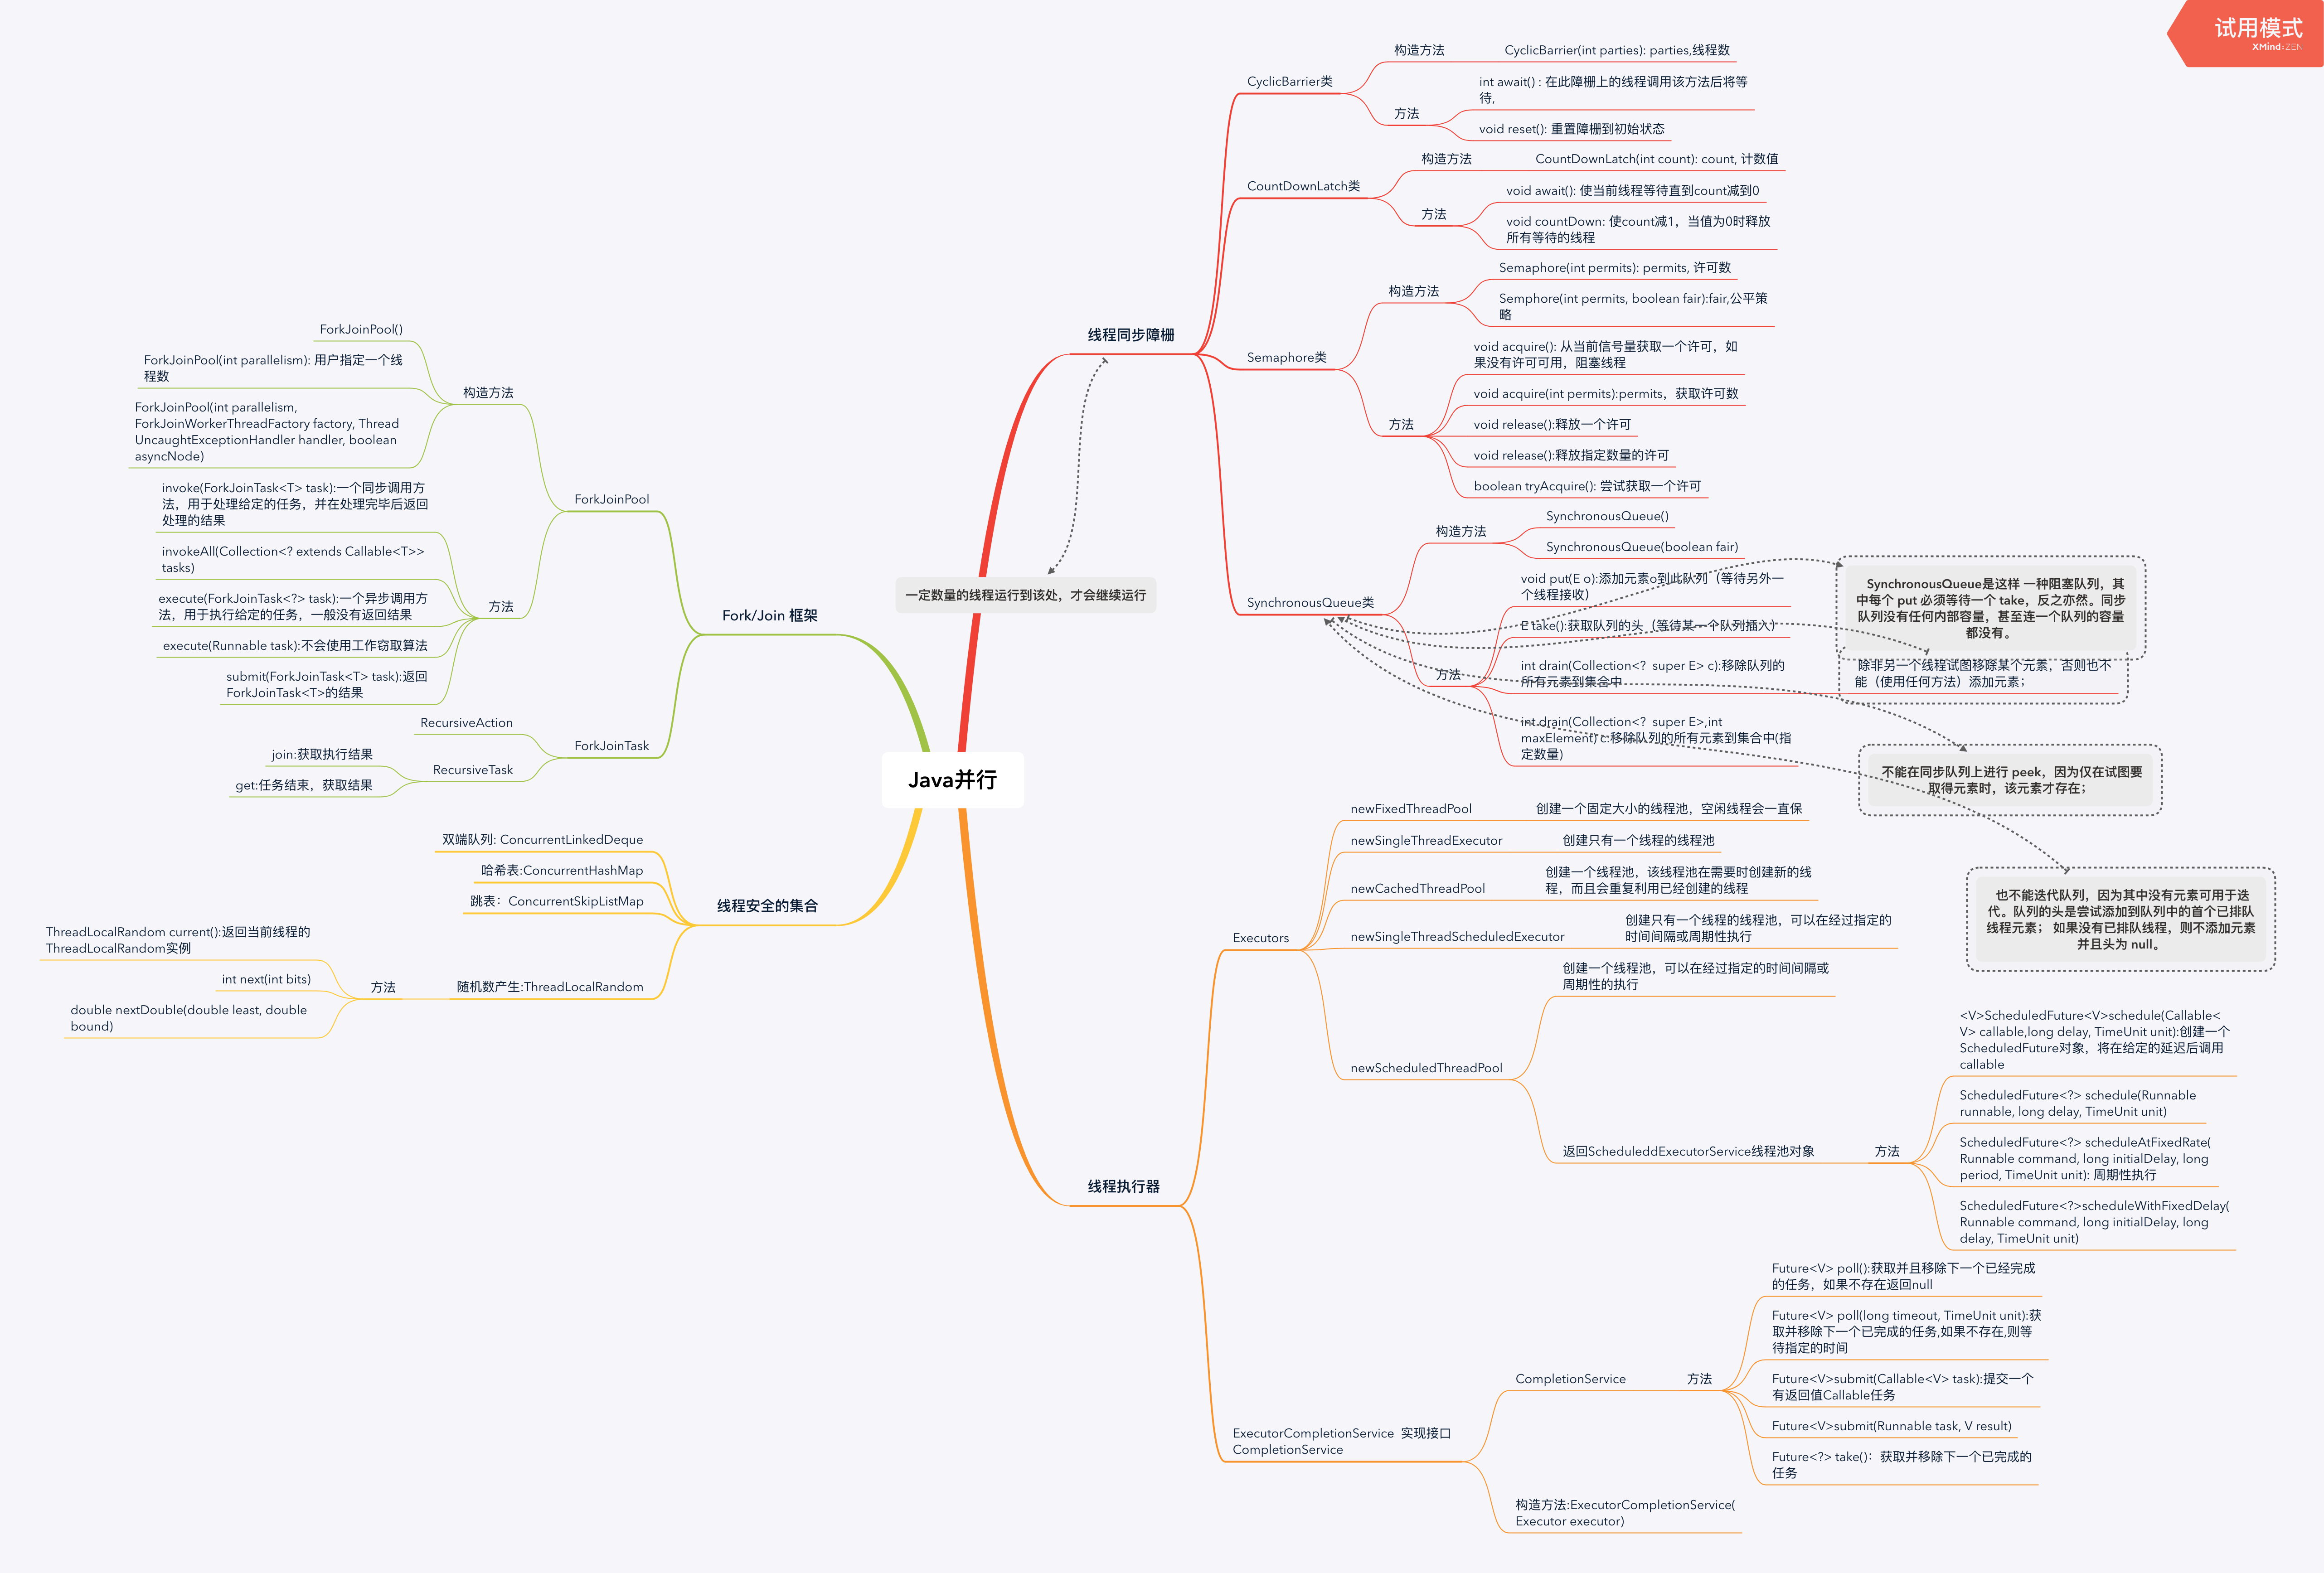 试用模式
XMind:ZEN
Java并行
线程同步障栅
一定数量的线程运行到该处，才会继续运行
CyclicBarrier类
构造方法
CyclicBarrier(int parties): parties,线程数
方法
int await() : 在此障栅上的线程调用该方法后将等
待,
void reset(): 重置障栅到初始状态
CountDownLatch类
构造方法
CountDownLatch(int count): count, 计数值
方法
void await(): 使当前线程等待直到count减到0
void countDown: 使count减1，当值为0时释放
所有等待的线程
Semaphore类
构造方法
Semaphore(int permits): permits, 许可数
Semphore(int permits, boolean fair):fair,公平策
略
方法
void acquire(): 从当前信号量获取一个许可，如
果没有许可可用，阻塞线程
void acquire(int permits):permits，获取许可数
void release():释放一个许可
void release():释放指定数量的许可
boolean tryAcquire(): 尝试获取一个许可
SynchronousQueue类
构造方法
SynchronousQueue()
SynchronousQueue(boolean fair)
方法
void put(E o):添加元素o到此队列（等待另外一
个线程接收）
E take():获取队列的头（等待某一个队列插入）
int drain(Collection<? super E> c):移除队列的
所有元素到集合中
除非另一个线程试图移除某个元素，否则也不
能（使用任何方法）添加元素；
int drain(Collection<? super E>,int
maxElement) c:移除队列的所有元素到集合中(指
定数量)
SynchronousQueue是这样 一种阻塞队列，其
中每个 put 必须等待一个 take，反之亦然。同步
队列没有任何内部容量，甚至连一个队列的容量
都没有。
不能在同步队列上进行 peek，因为仅在试图要
取得元素时，该元素才存在；
也不能迭代队列，因为其中没有元素可用于迭
代。队列的头是尝试添加到队列中的首个已排队
线程元素； 如果没有已排队线程，则不添加元素
并且头为 null。
线程执行器
Executors
newFixedThreadPool
创建一个固定大小的线程池，空闲线程会一直保
newSingleThreadExecutor
创建只有一个线程的线程池
newCachedThreadPool
创建一个线程池，该线程池在需要时创建新的线
程，而且会重复利用已经创建的线程
newSingleThreadScheduledExecutor
创建只有一个线程的线程池，可以在经过指定的
时间间隔或周期性执行
newScheduledThreadPool
创建一个线程池，可以在经过指定的时间间隔或
周期性的执行
返回ScheduleddExecutorService线程池对象
方法
<V>ScheduledFuture<V>schedule(Callable<
V> callable,long delay, TimeUnit unit):创建一个
ScheduledFuture对象，将在给定的延迟后调用
callable
ScheduledFuture<?> schedule(Runnable
runnable, long delay, TimeUnit unit)
ScheduledFuture<?> scheduleAtFixedRate(
Runnable command, long initialDelay, long
period, TimeUnit unit): 周期性执行
ScheduledFuture<?>scheduleWithFixedDelay(
Runnable command, long initialDelay, long
delay, TimeUnit unit)
ExecutorCompletionService 实现接口
CompletionService
CompletionService
方法
Future<V> poll():获取并且移除下一个已经完成
的任务，如果不存在返回null
Future<V> poll(long timeout, TimeUnit unit):获
取并移除下一个已完成的任务,如果不存在,则等
待指定的时间
Future<V>submit(Callable<V> task):提交一个
有返回值Callable任务
Future<V>submit(Runnable task, V result)
Future<?> take()：获取并移除下一个已完成的
任务
构造方法:ExecutorCompletionService(
Executor executor)
Fork/Join 框架
ForkJoinPool
构造方法
ForkJoinPool()
ForkJoinPool(int parallelism): 用户指定一个线
程数
ForkJoinPool(int parallelism,
ForkJoinWorkerThreadFactory factory, Thread
UncaughtExceptionHandler handler, boolean
asyncNode)
方法
invoke(ForkJoinTask<T> task):一个同步调用方
法，用于处理给定的任务，并在处理完毕后返回
处理的结果
invokeAll(Collection<? extends Callable<T>>
tasks)
execute(ForkJoinTask<?> task):一个异步调用方
法，用于执行给定的任务，一般没有返回结果
execute(Runnable task):不会使用工作窃取算法
submit(ForkJoinTask<T> task):返回
ForkJoinTask<T>的结果
ForkJoinTask
RecursiveAction
RecursiveTask
join:获取执行结果
get:任务结束，获取结果
线程安全的集合
双端队列: ConcurrentLinkedDeque
哈希表:ConcurrentHashMap
跳表：ConcurrentSkipListMap
随机数产生:ThreadLocalRandom
方法
ThreadLocalRandom current():返回当前线程的
ThreadLocalRandom实例
int next(int bits)
double nextDouble(double least, double
bound)